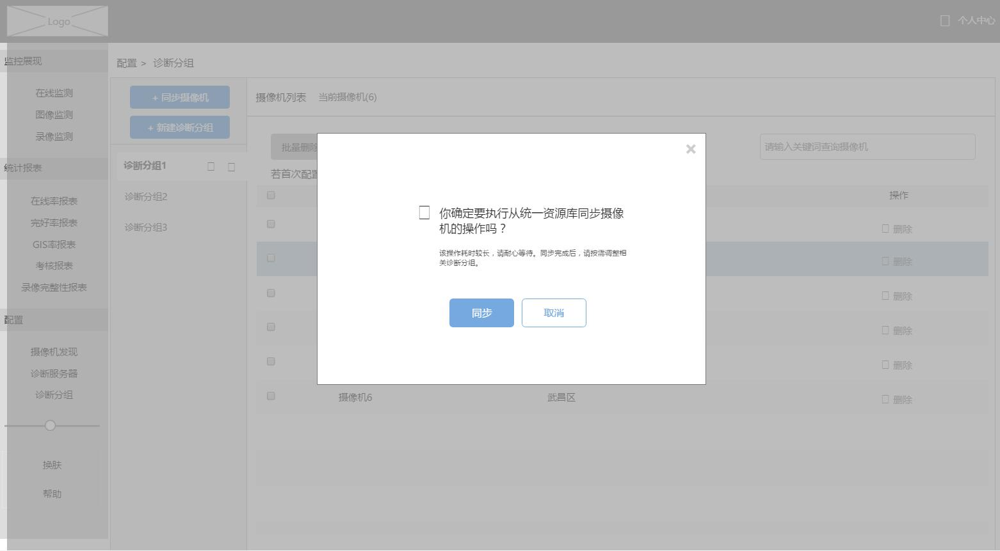 Logo
个人中心
监控展现
在线监测
图像监测
录像监测
统计报表
在线率报表
完好率报表
GIS率报表
考核报表
录像完整性报表
配置
摄像机发现
诊断服务器
诊断分组
换肤
帮助
配置 > 诊断分组
+ 同步摄像机
+ 新建诊断分组
诊断分组1
诊断分组2
诊断分组3
摄像机列表 当前摄像机(6)
批量删除
请输入关键词查询摄像机
若首次配置
操作
删除
删除
删除
删除
删除
摄像机6 武昌区 删除
×
你确定要执行从统一资源库同步摄像
机的操作吗？
该操作耗时较长，请耐心等待。同步完成后，请按需调整相
关诊断分组。
同步 取消